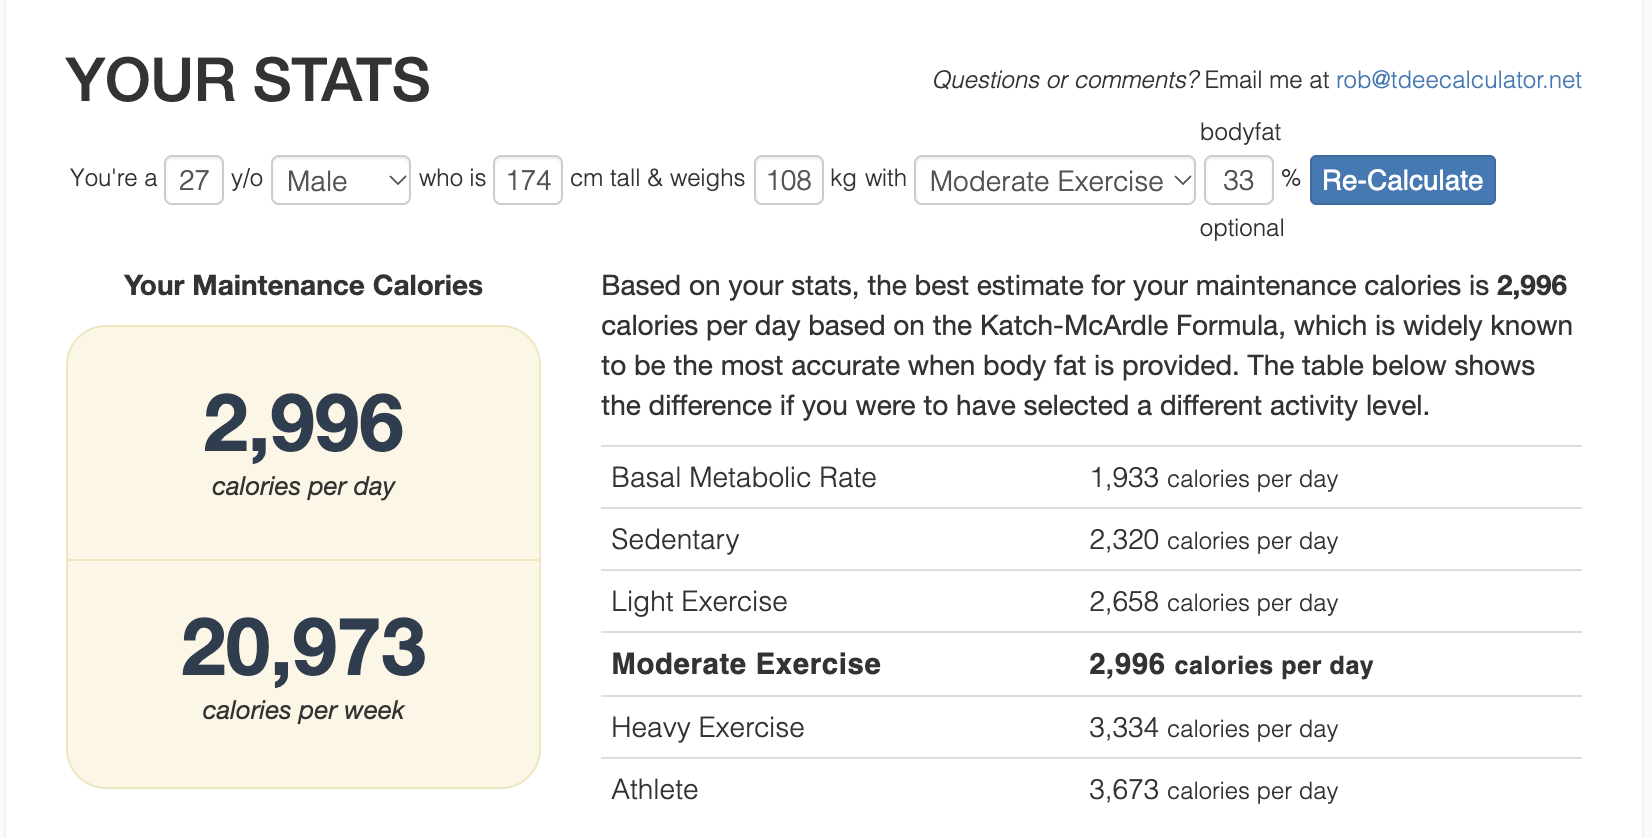 YOUR STATS
Questions or comments? Email me at rob@tdeecalculator.net
bodyfat
You're a 27 y/o Male who is 174 cm tall & weighs 108 kg with Moderate Exercise 33 % Re-Calculate
optional
Your Maintenance Calories
2,996
calories per day
20,973
calories per week
Based on your stats, the best estimate for your maintenance calories is 2,996
calories per day based on the Katch-McArdle Formula, which is widely known
to be the most accurate when body fat is provided. The table below shows
the difference if you were to have selected a different activity level.
Basal Metabolic Rate 1,933 calories per day
Sedentary 2,320 calories per day
Light Exercise 2,658 calories per day
Moderate Exercise 2,996 calories per day
Heavy Exercise 3,334 calories per day
Athlete 3,673 calories per day